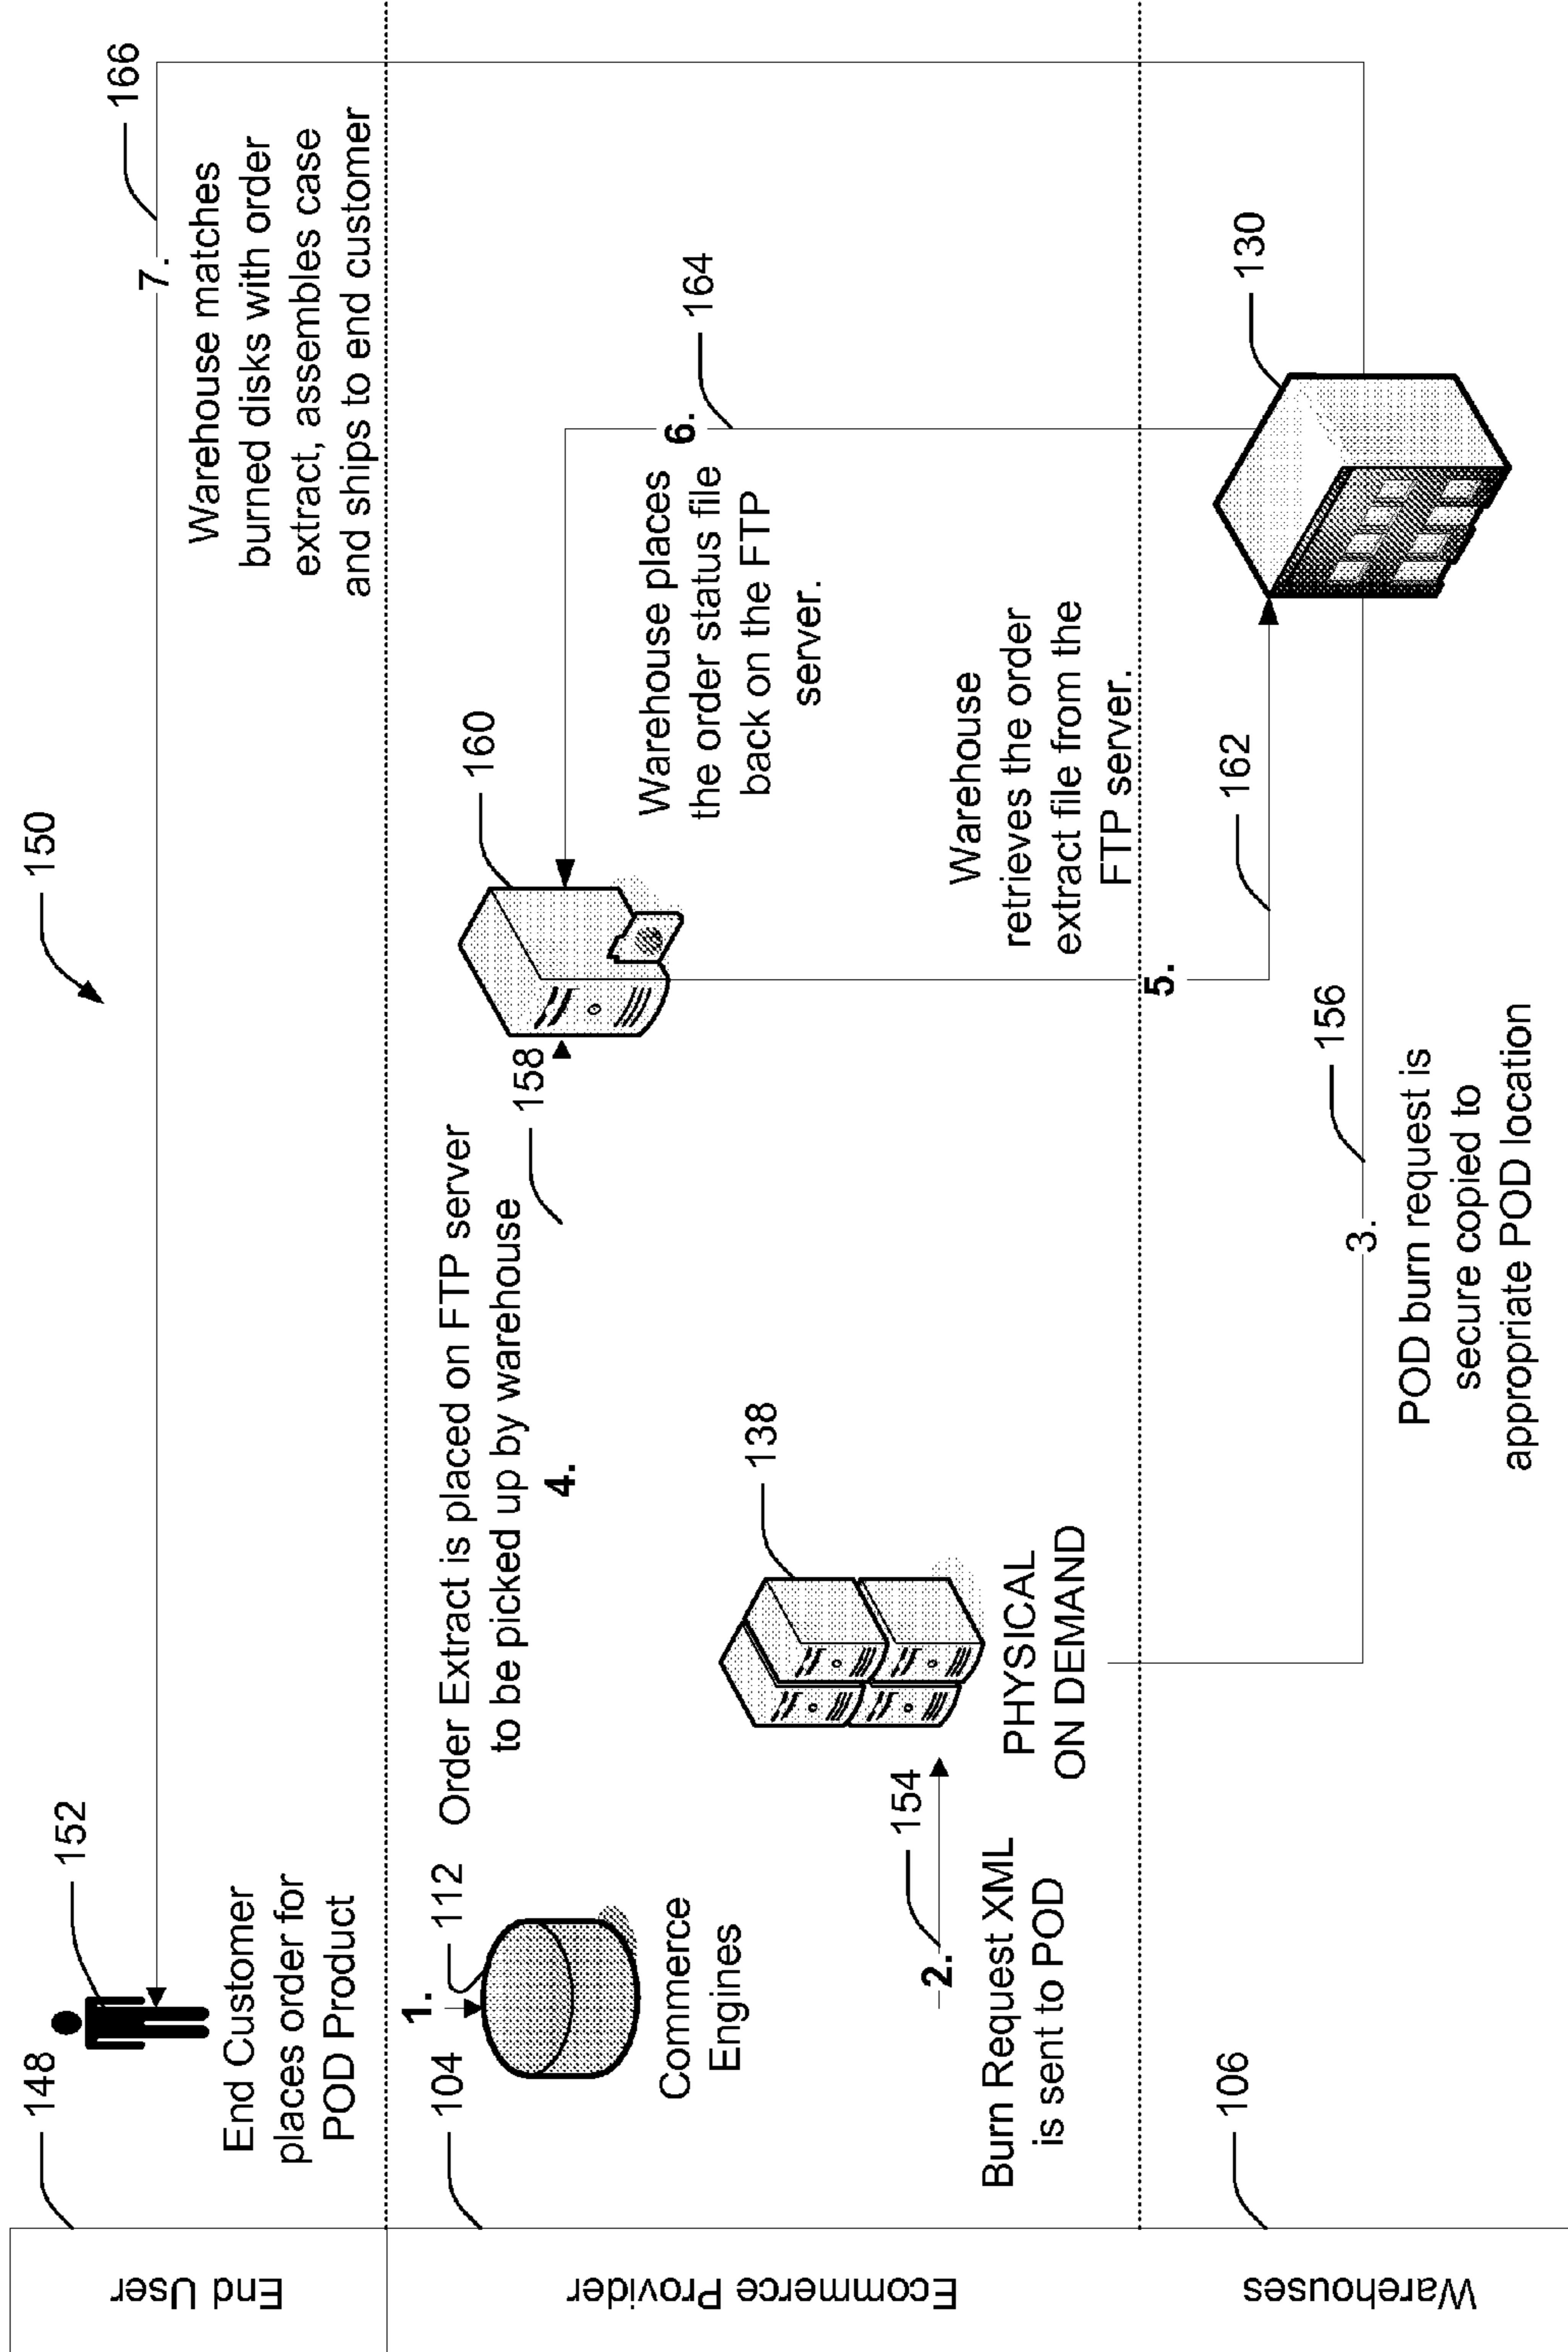 150
End User
148
152
End Customer
places order for
POD Product
7.
166
Warehouse matches
burned disks with order
extract, assembles case
and ships to end customer
Ecommerce Provider
104
1.
112
Commerce
Engines
Order Extract is placed on FTP server
to be picked up by warehouse
4.
158
160
6.
164
Warehouse places
the order status file
back on the FTP
server.
2.
154
Burn Request XML
is sent to POD
138
PHYSICAL
ON DEMAND
Warehouse
retrieves the order
extract file from the
FTP server.
5.
162
Warehouses
106
130
3.
156
POD burn request is
secure copied to
appropriate POD location